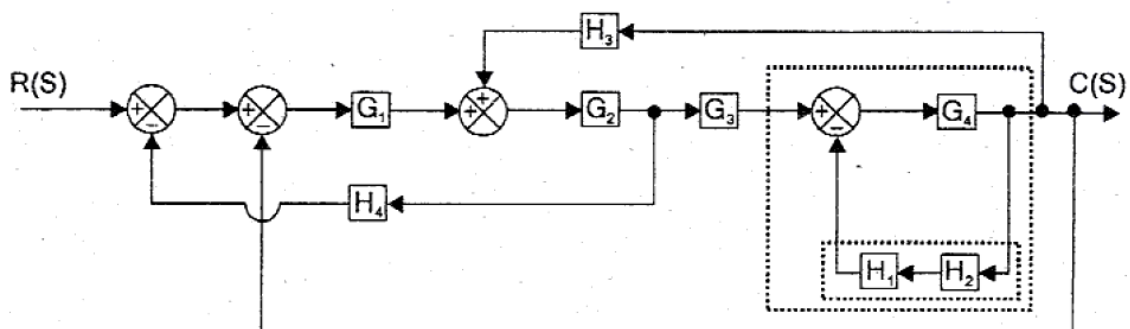 H₃
R(S)
C(S)
+ + + + +
G₁ G₂ G₃ G₄
− − −
H₄
H₁ H₂